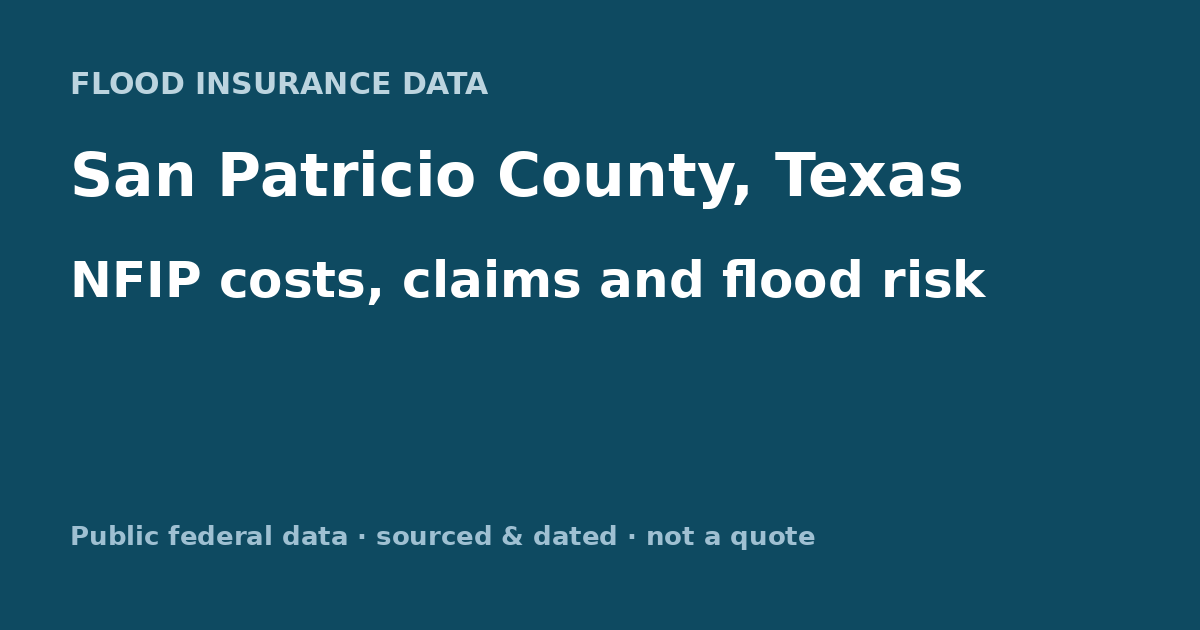 FLOOD INSURANCE DATA
San Patricio County, Texas
NFIP costs, claims and flood risk
Public federal data · sourced & dated · not a quote